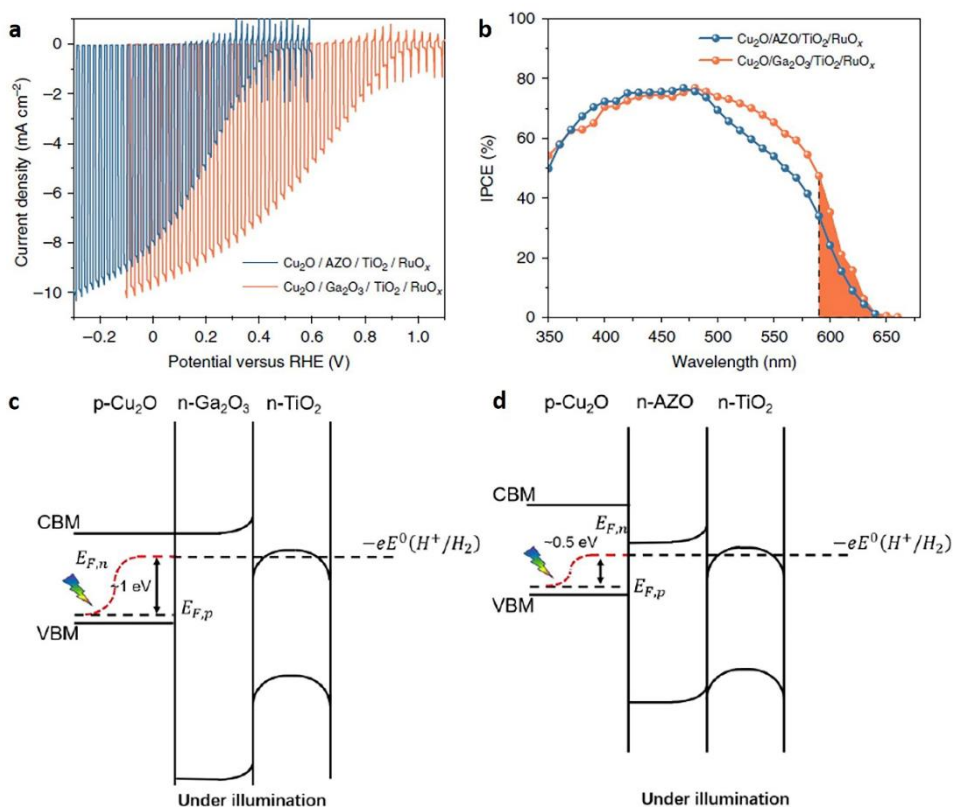 a
Current density (mA cm⁻²)
0
−2
−4
−6
−8
−10
−0.2
0
0.2
0.4
0.6
0.8
1.0
Potential versus RHE (V)
Cu₂O / AZO / TiO₂ / RuOₓ
Cu₂O / Ga₂O₃ / TiO₂ / RuOₓ
b
IPCE (%)
100
80
60
40
20
0
350
400
450
500
550
600
650
700
Wavelength (nm)
Cu₂O/AZO/TiO₂/RuOₓ
Cu₂O/Ga₂O₃/TiO₂/RuOₓ
c
p-Cu₂O n-Ga₂O₃ n-TiO₂
CBM
E_F,n
~1 eV
E_F,p
VBM
−eE⁰(H⁺/H₂)
Under illumination
d
p-Cu₂O n-AZO n-TiO₂
CBM
E_F,n
~0.5 eV
E_F,p
VBM
−eE⁰(H⁺/H₂)
Under illumination